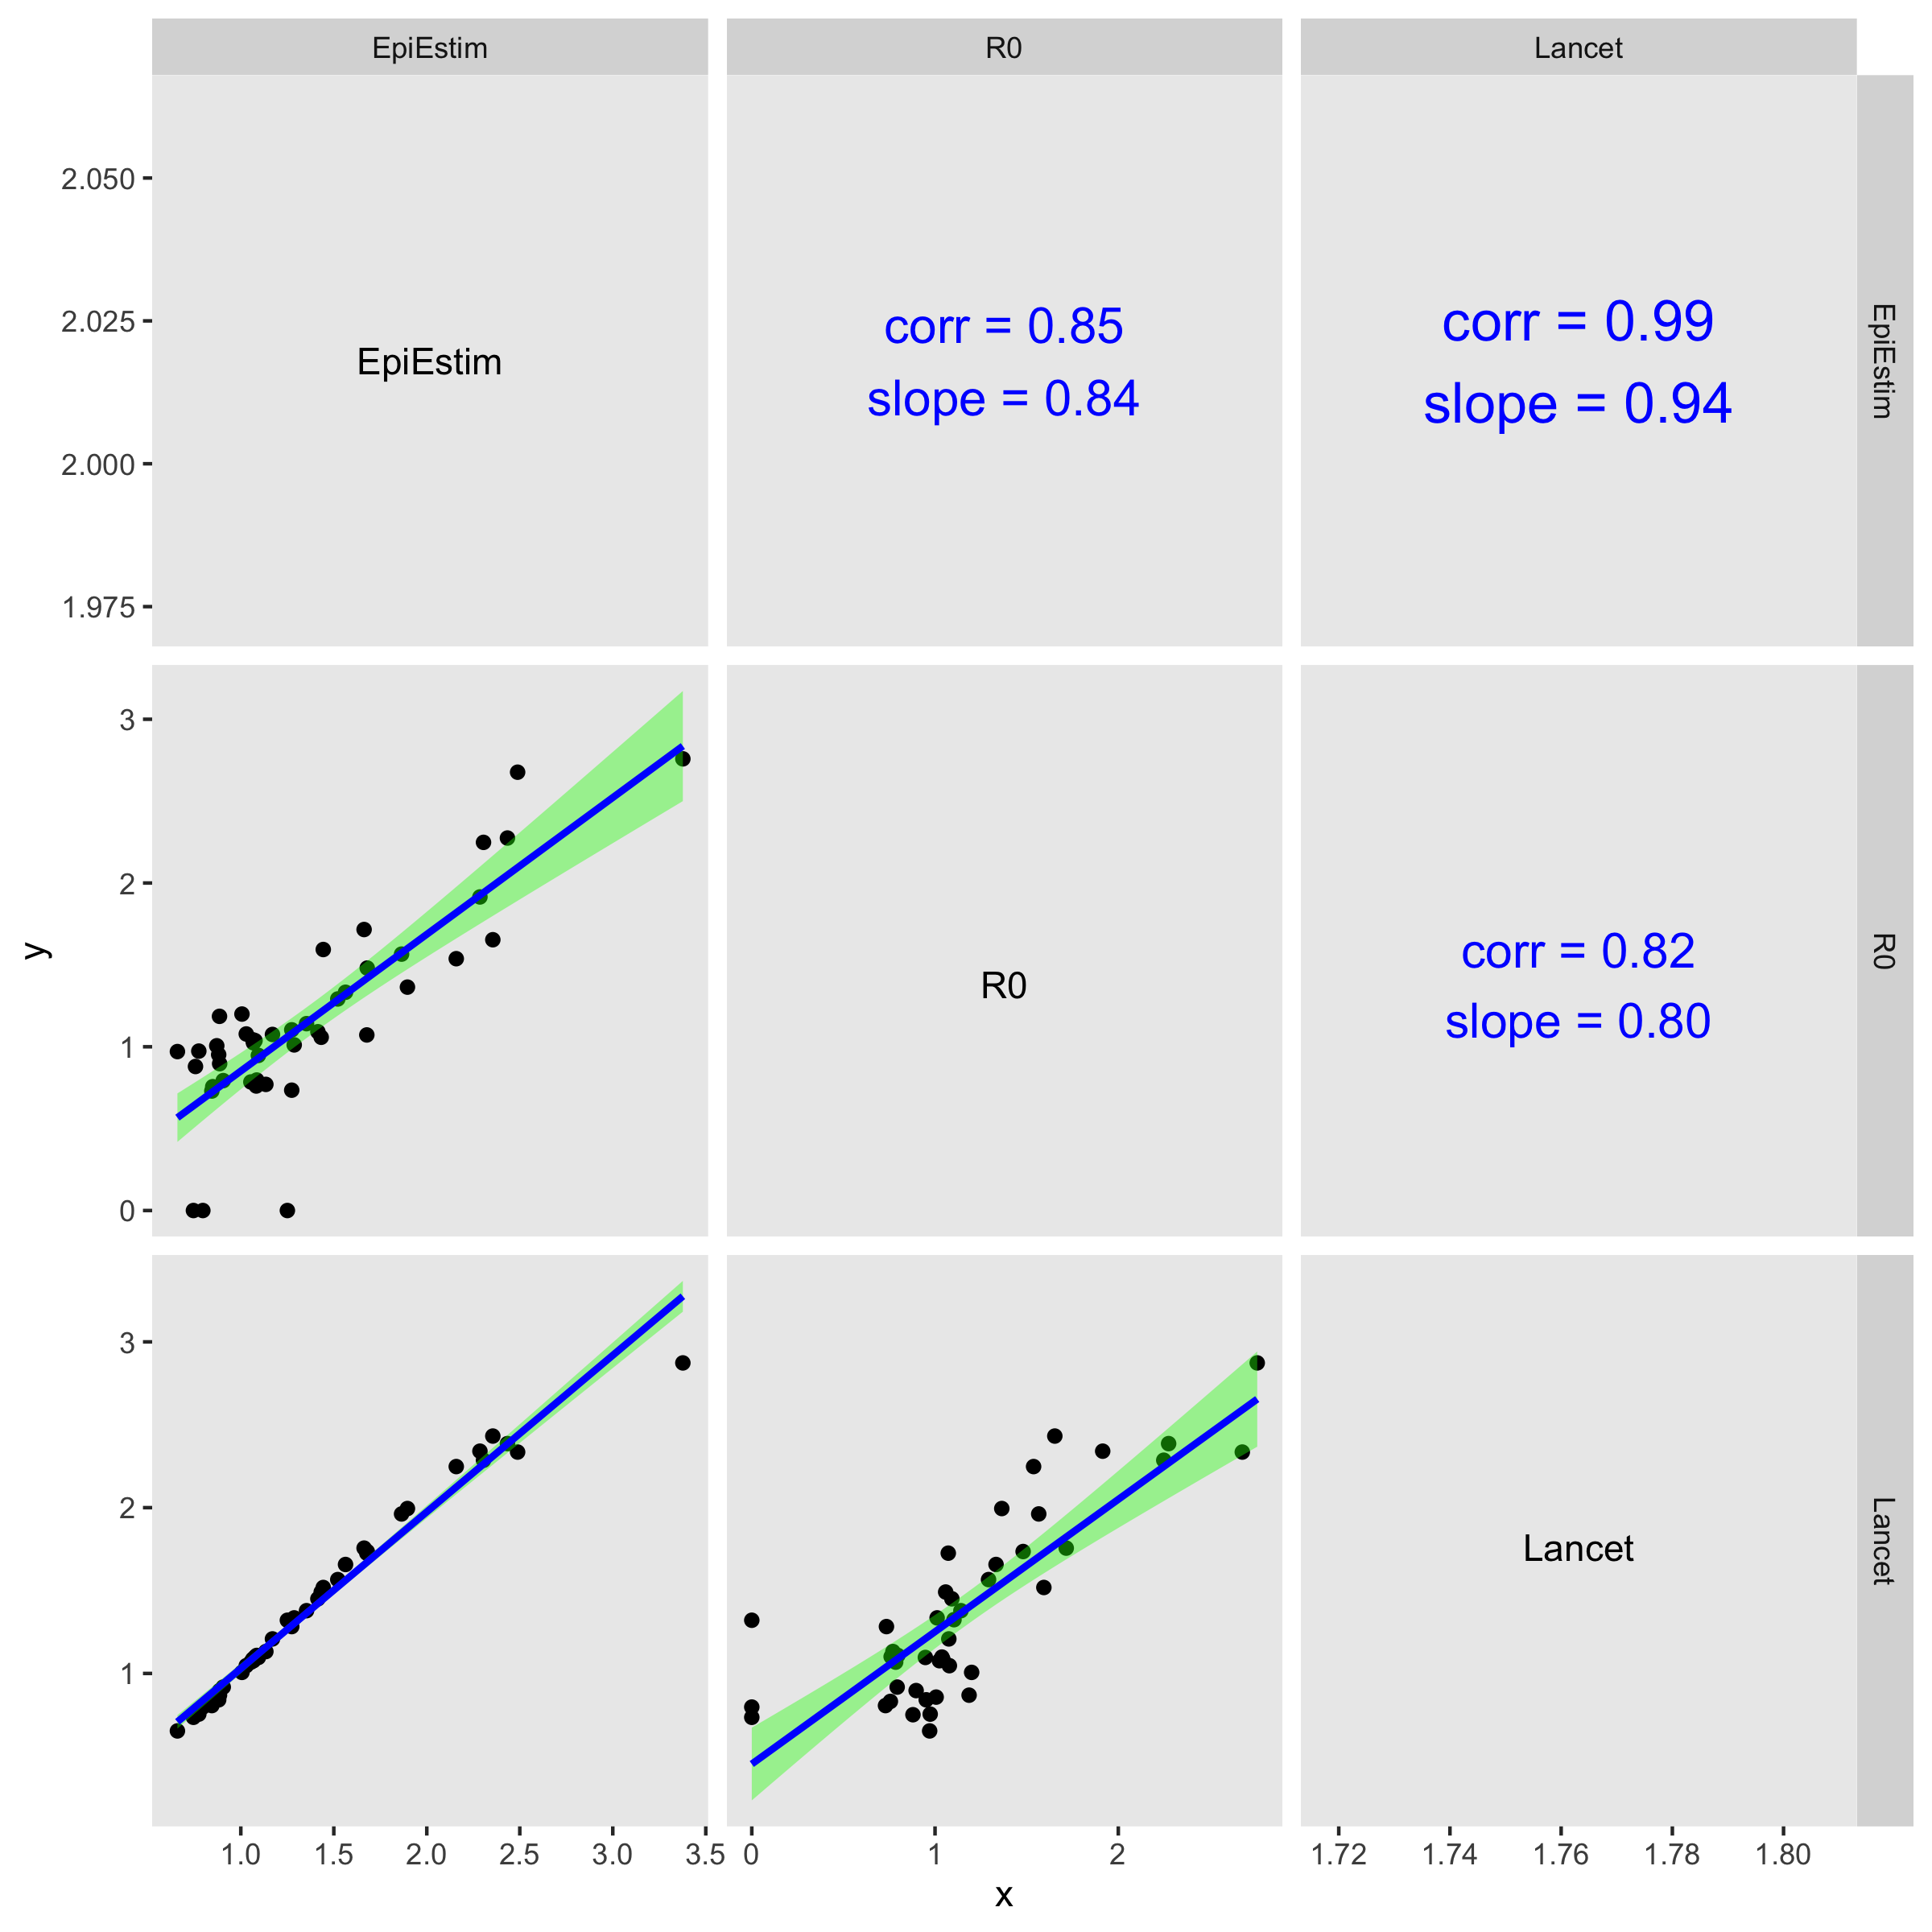 EpiEstim
R0
Lancet
2.050
2.025
2.000
1.975
EpiEstim
corr = 0.85
slope = 0.84
corr = 0.99
slope = 0.94
EpiEstim
y
3
2
1
0
R0
corr = 0.82
slope = 0.80
R0
3
2
1
Lancet
Lancet
1.0
1.5
2.0
2.5
3.0
3.5
0
1
2
1.72
1.74
1.76
1.78
1.80
x